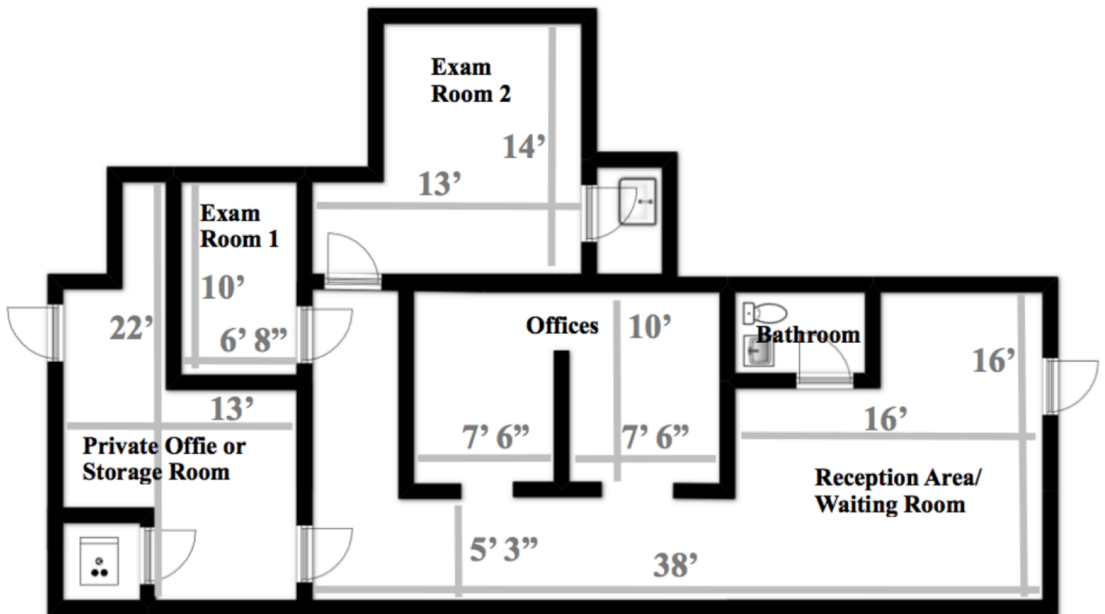 Exam
Room 2
14’
13’
Exam
Room 1
10’
6’ 8”
22’
13’
Private Offie or
Storage Room
Offices
10’
7’ 6”
7’ 6”
5’ 3”
38’
Bathroom
16’
16’
Reception Area/
Waiting Room